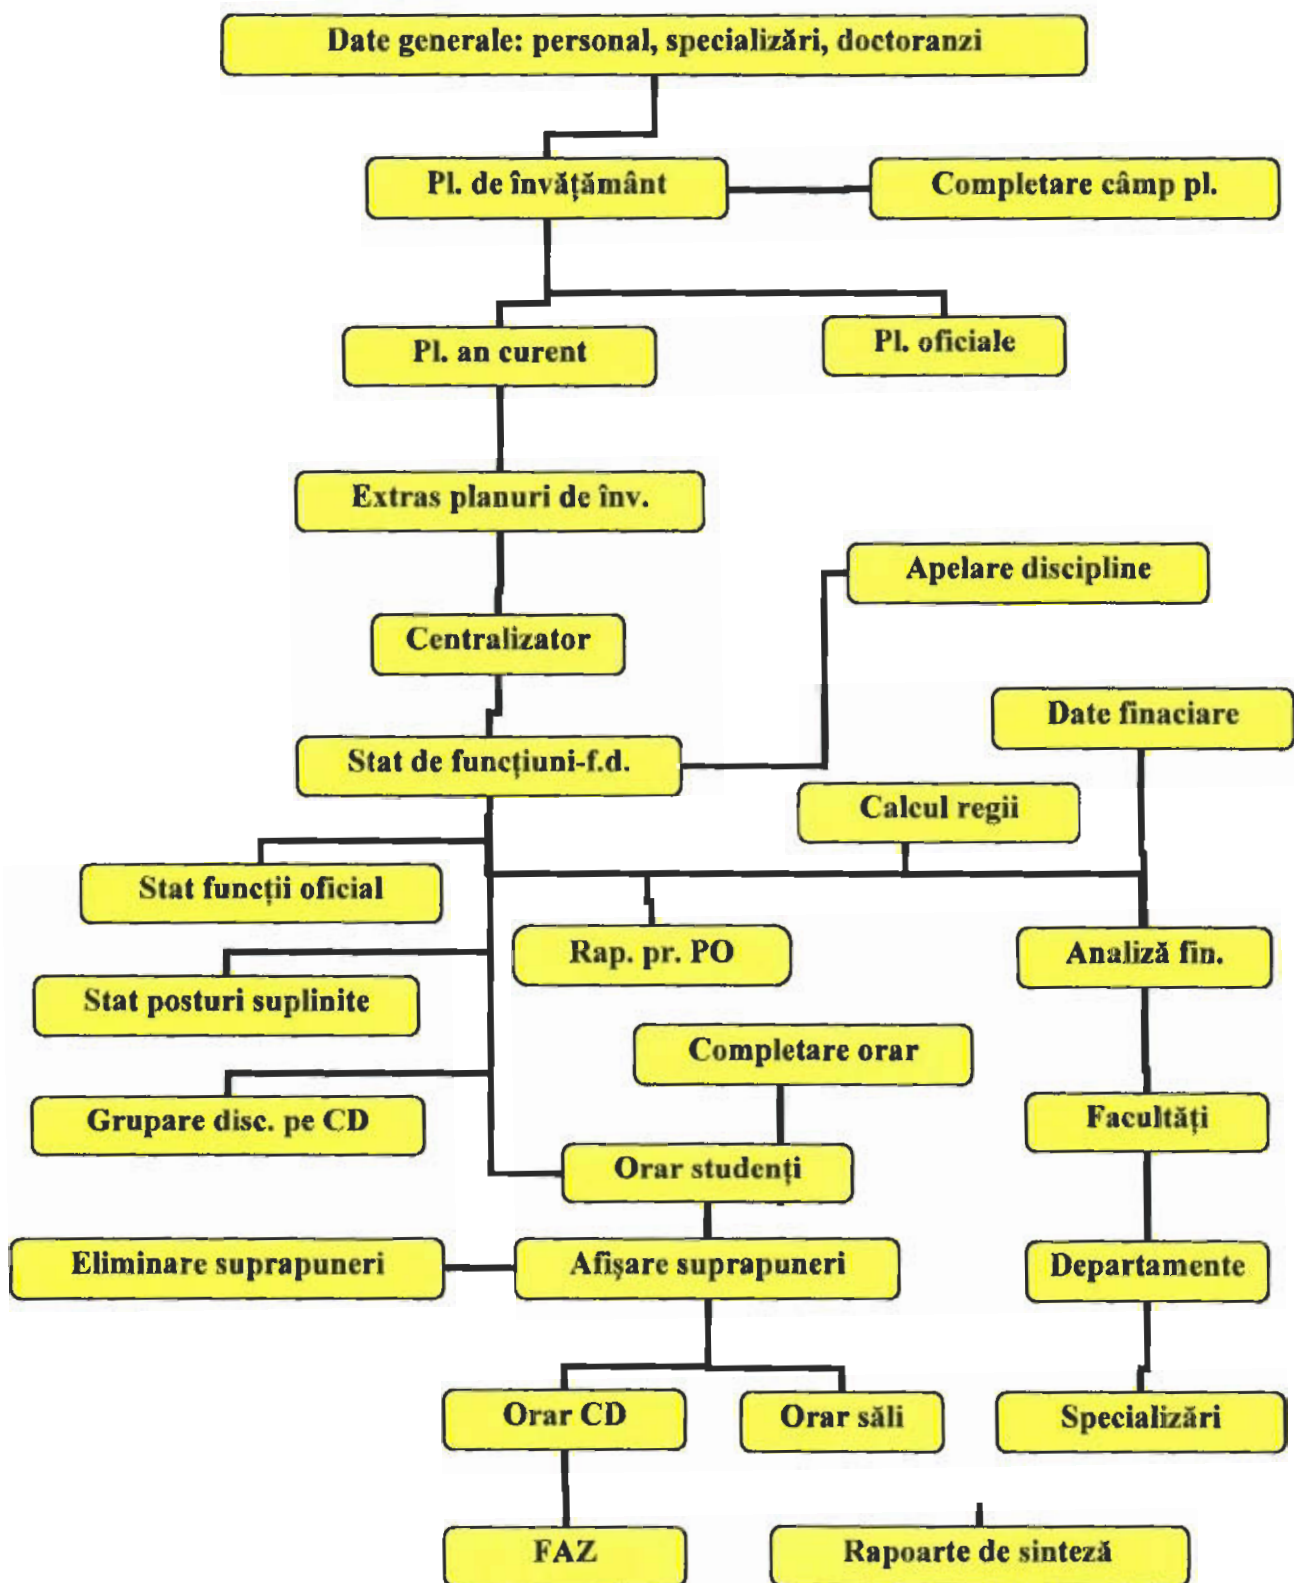 Date generale: personal, specializări, doctoranzi
Pl. de învățământ
Completare câmp pl.
Pl. an curent
Pl. oficiale
Extras planuri de înv.
Apelare discipline
Centralizator
Date finaciare
Stat de funcțiuni-f.d.
Calcul regii
Stat funcții oficial
Rap. pr. PO
Analiză fin.
Stat posturi suplinite
Completare orar
Grupare disc. pe CD
Facultăți
Orar studenți
Eliminare suprapuneri
Afișare suprapuneri
Departamente
Orar CD
Orar săli
Specializări
FAZ
Rapoarte de sinteză